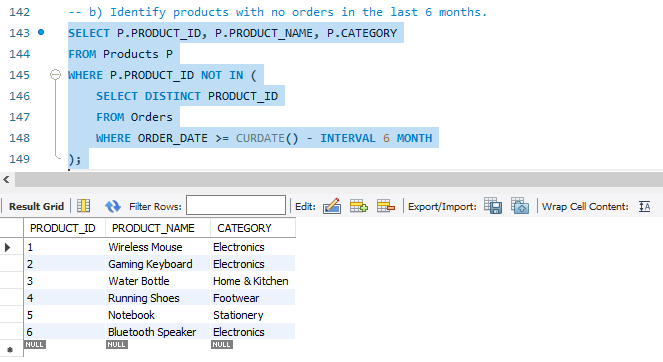 142 -- b) Identify products with no orders in the last 6 months.
143 SELECT P.PRODUCT_ID, P.PRODUCT_NAME, P.CATEGORY
144 FROM Products P
145 WHERE P.PRODUCT_ID NOT IN (
146 SELECT DISTINCT PRODUCT_ID
147 FROM Orders
148 WHERE ORDER_DATE >= CURDATE() - INTERVAL 6 MONTH
149 );
Result Grid Filter Rows: Edit: Export/Import: Wrap Cell Content: IA
PRODUCT_ID PRODUCT_NAME CATEGORY
1 Wireless Mouse Electronics
2 Gaming Keyboard Electronics
3 Water Bottle Home & Kitchen
4 Running Shoes Footwear
5 Notebook Stationery
6 Bluetooth Speaker Electronics
NULL NULL NULL